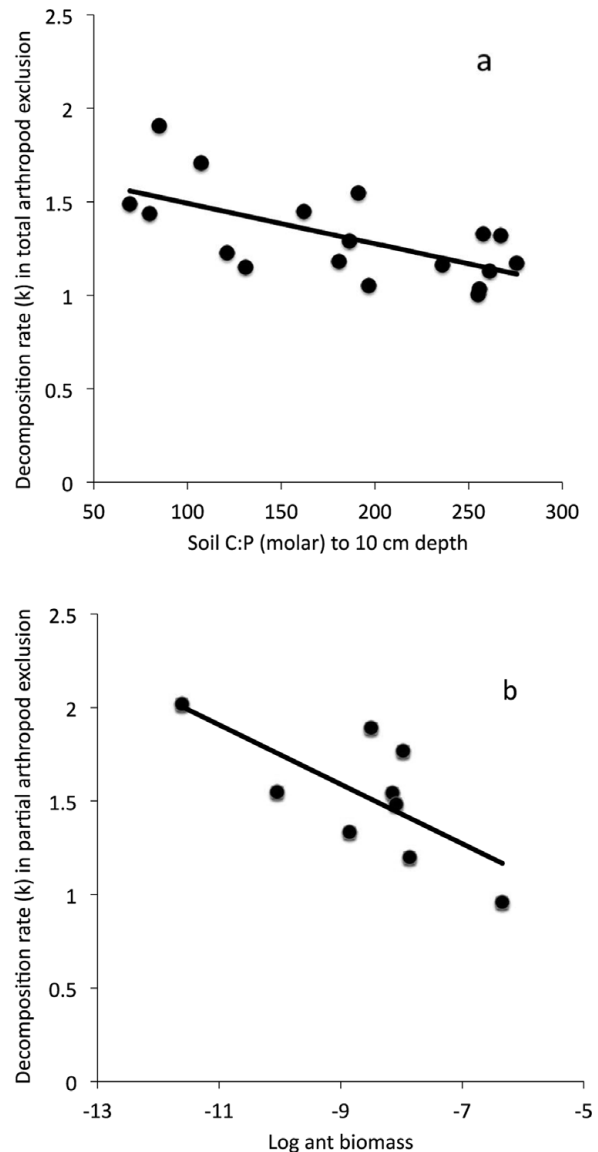 a
Decomposition rate (k) in total arthropod exclusion
2.5
2
1.5
1
0.5
0
50 100 150 200 250 300
Soil C:P (molar) to 10 cm depth
b
Decomposition rate (k) in partial arthropod exclusion
2.5
2
1.5
1
0.5
0
-13 -11 -9 -7 -5
Log ant biomass